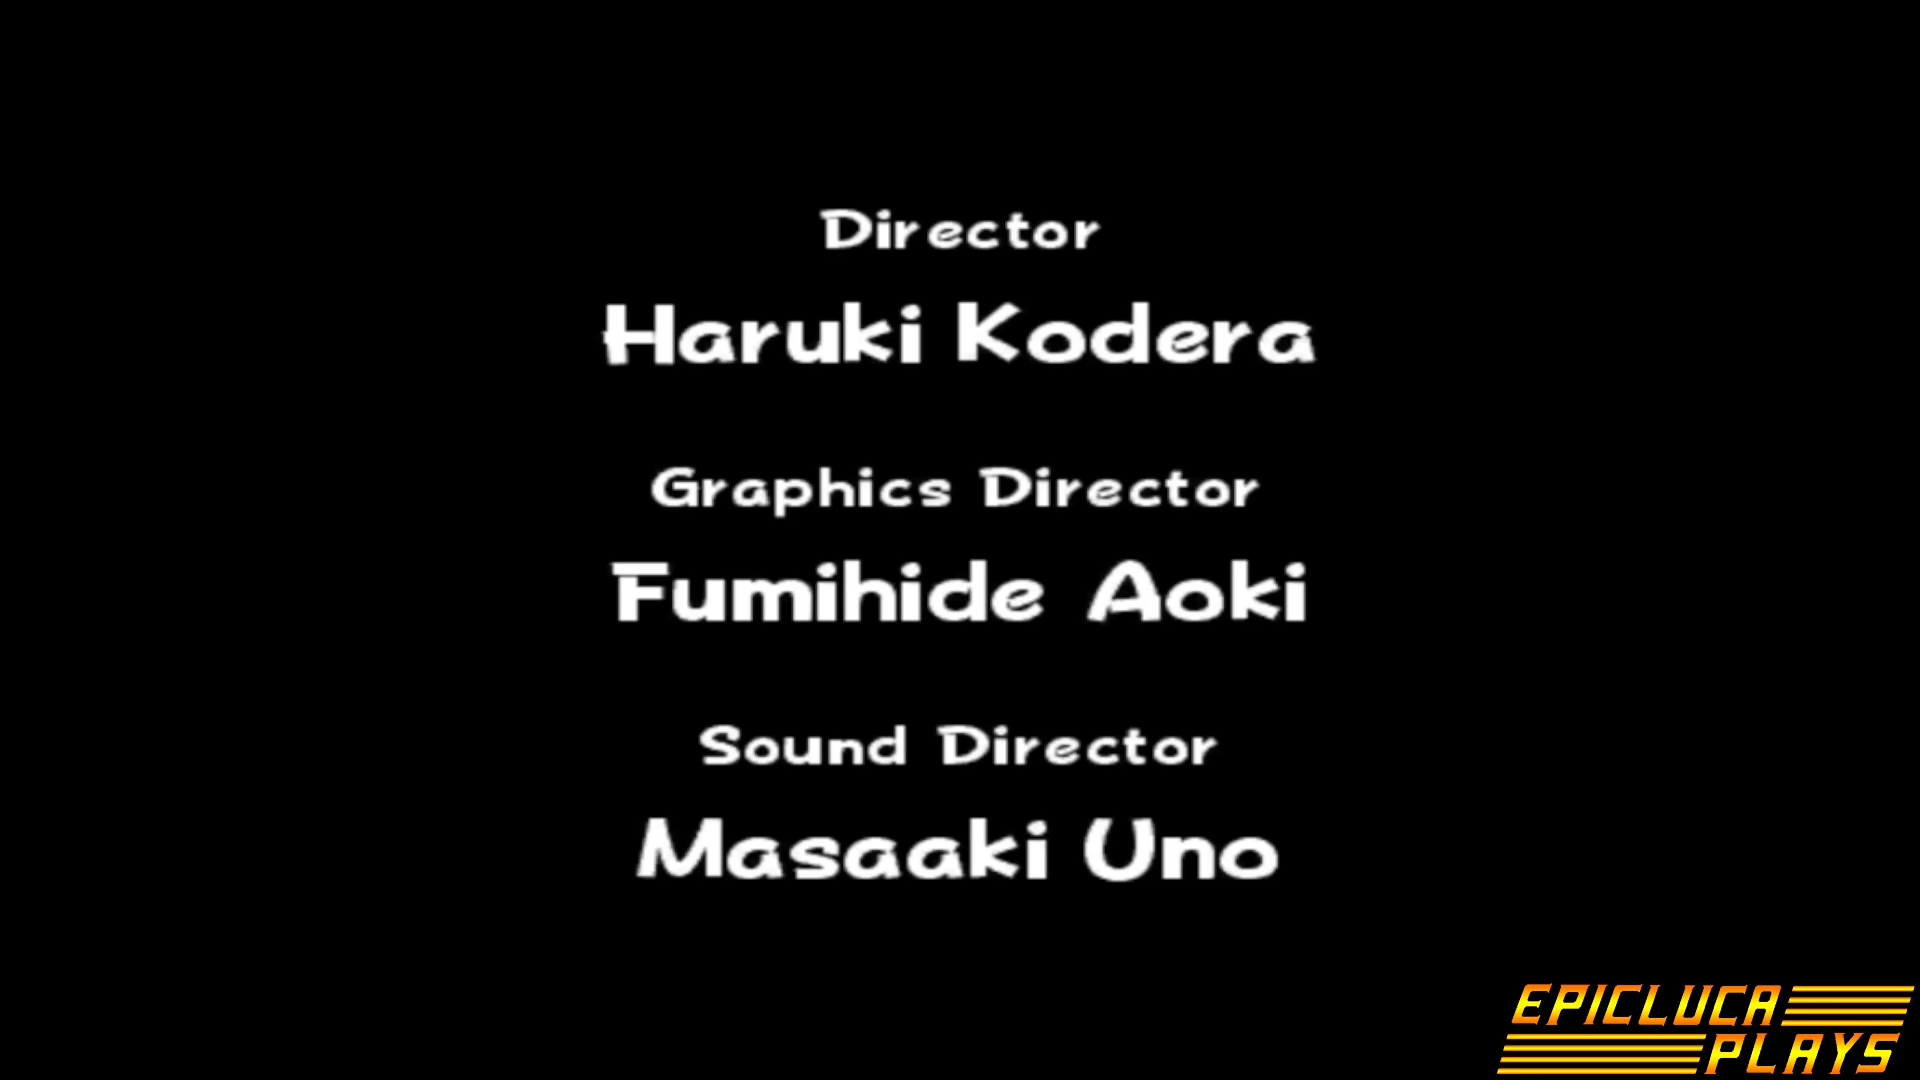 Director
Haruki Kodera
Graphics Director
Fumihide Aoki
Sound Director
Masaaki Uno
EPICLUCA
PLAYS